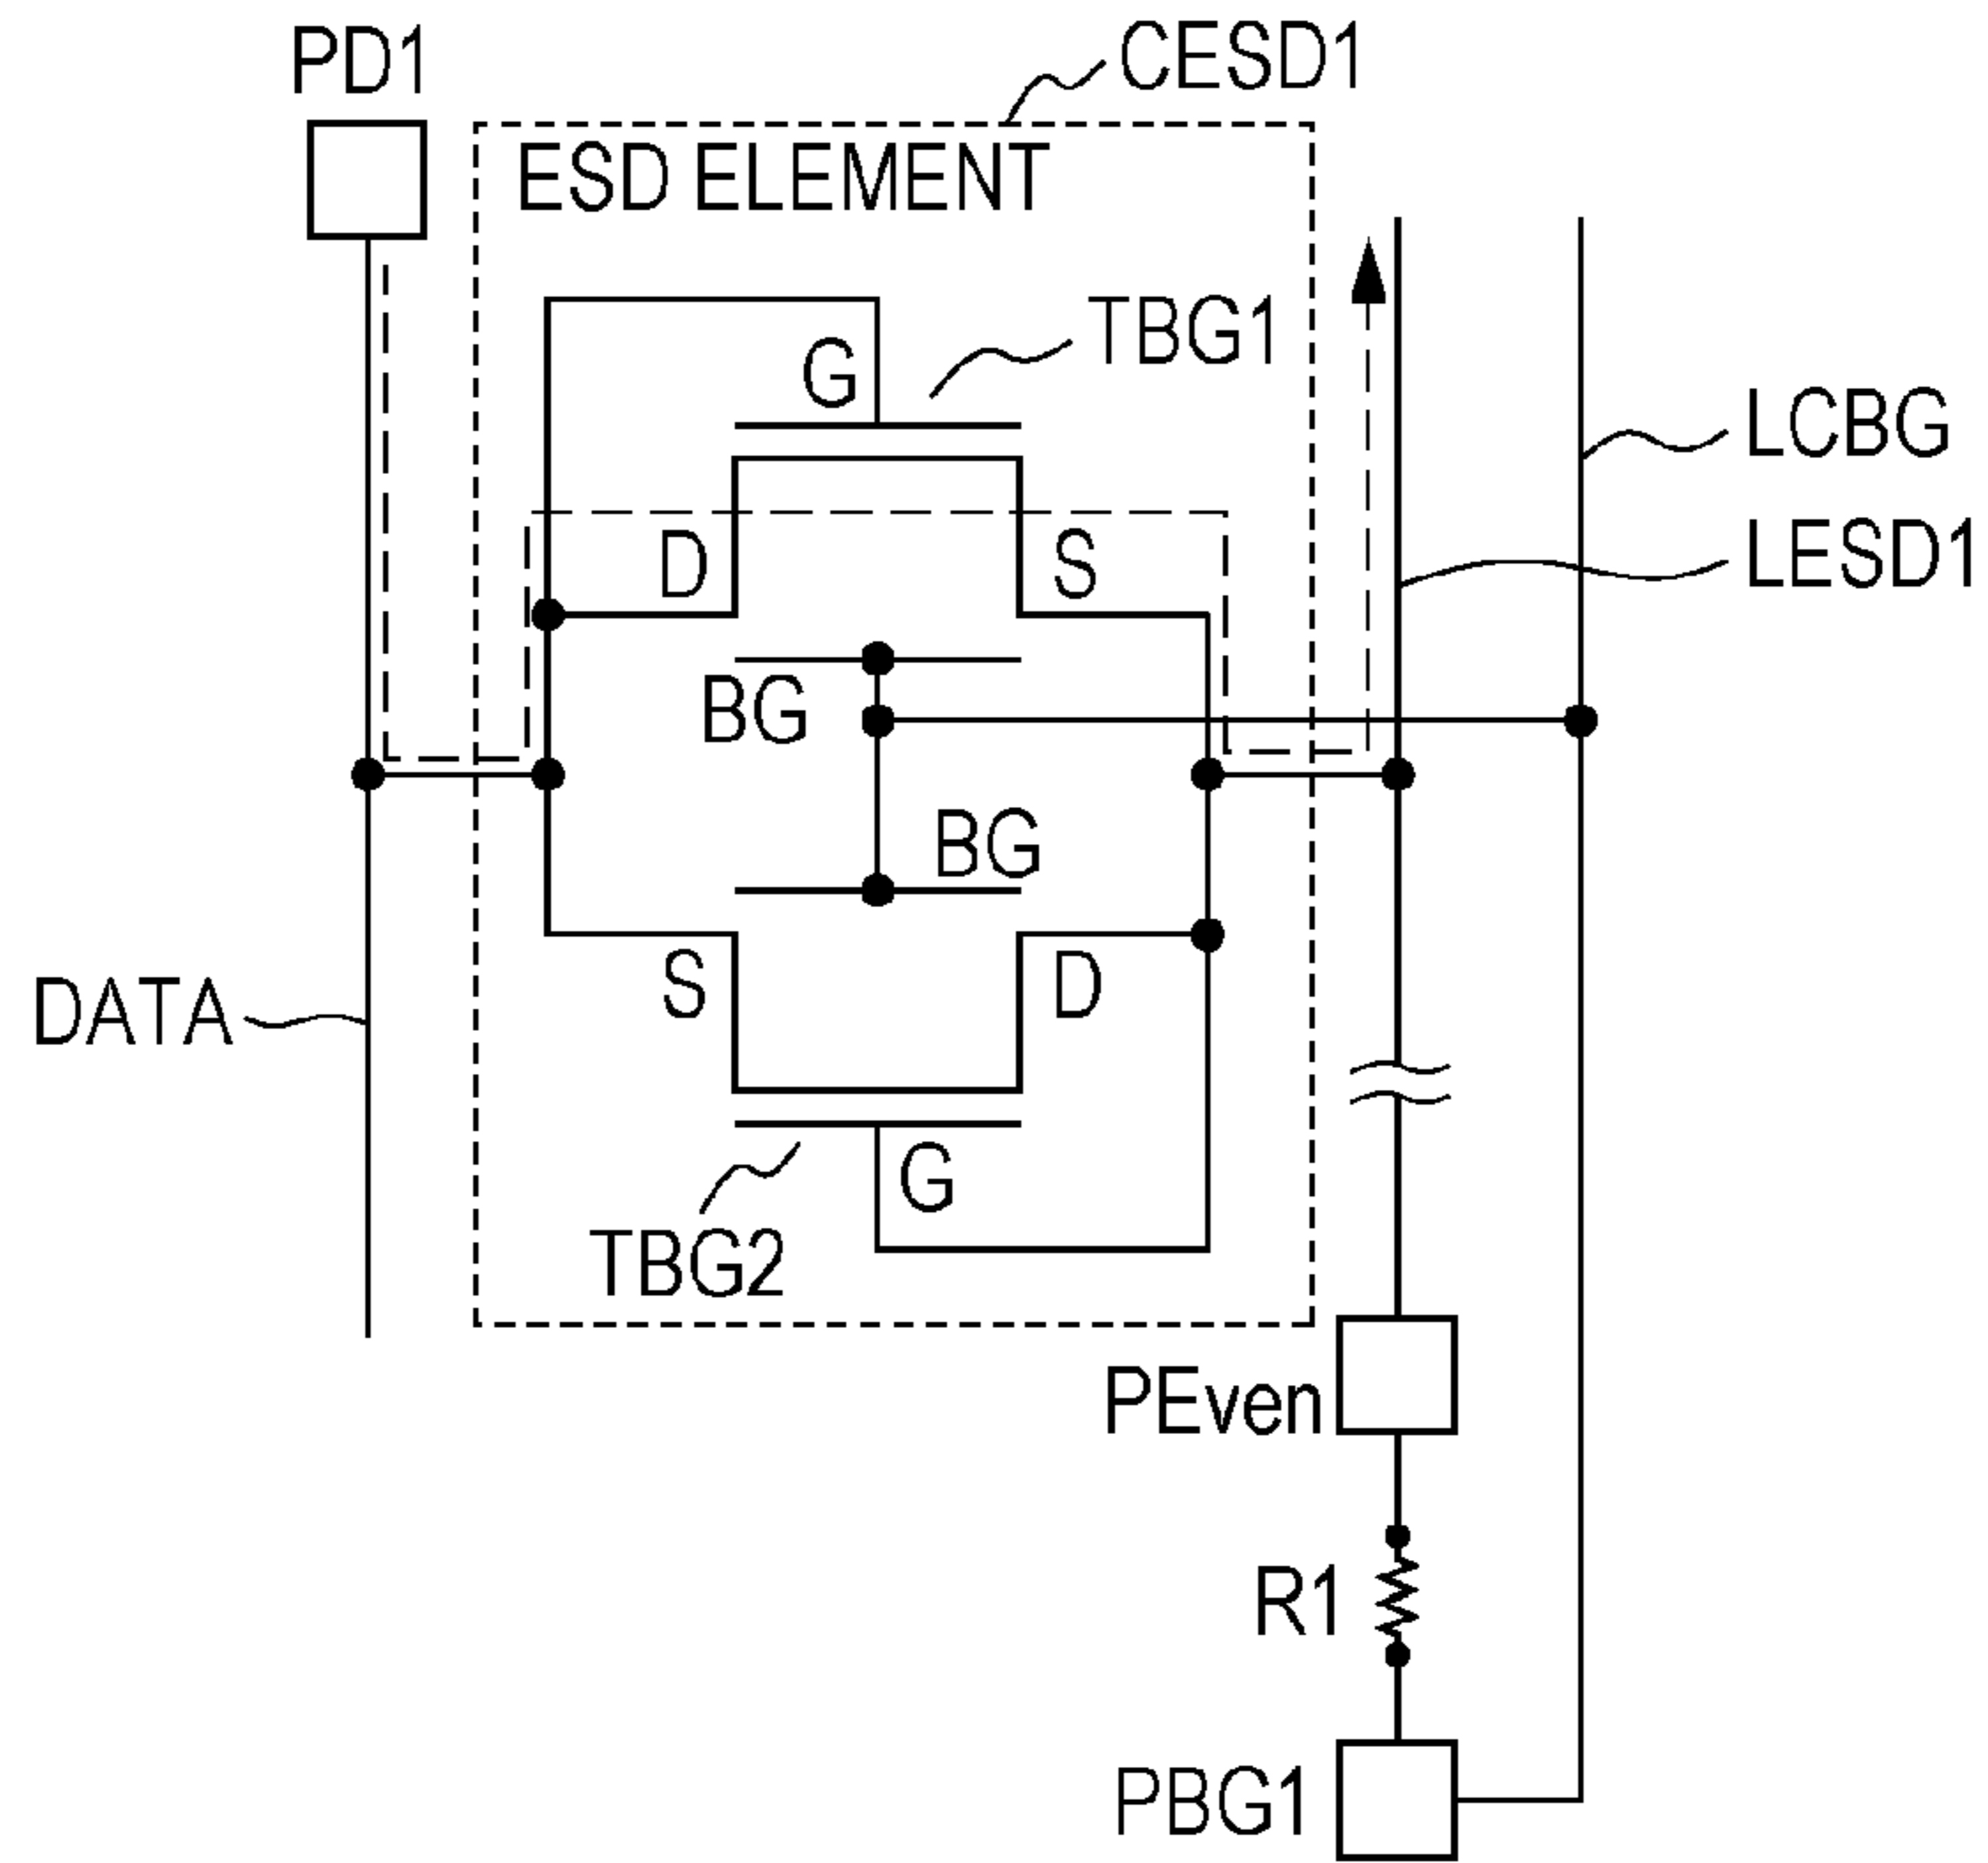 PD1
CESD1
ESD ELEMENT
TBG1
G
LCBG
LESD1
D
S
BG
BG
DATA
S
D
G
TBG2
PEven
R1
PBG1